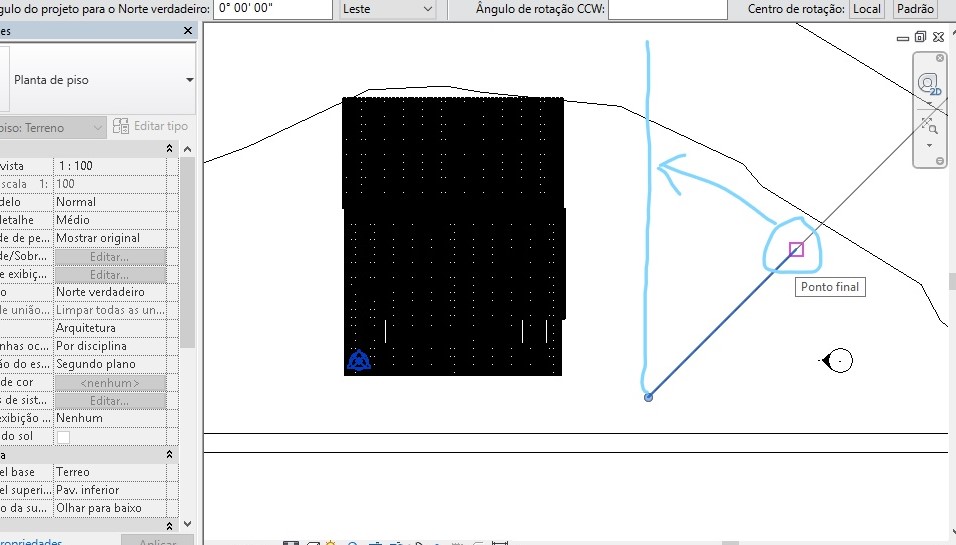 gulo do projeto para o Norte verdadeiro: 0° 00' 00" Leste Ângulo de rotação CCW: Centro de rotação: Local Padrão
es
Planta de piso
piso: Terreno Editar tipo
vista 1 : 100
scala 1: 100
delo Normal
etalhe Médio
de de pe... Mostrar original
de/Sobr... Editar...
e exibiç... Editar...
o Norte verdadeiro
de união... Limpar todas as un...
Arquitetura
nhas oc... Por disciplina
ão do es... Segundo plano
de cor <nenhum>
s de sist... Editar...
exibição ... Nenhum
do sol
a
el base Terreo
el superi... Pav. inferior
o da su... Olhar para baixo
ropriedades Aplicar
2D
Ponto final